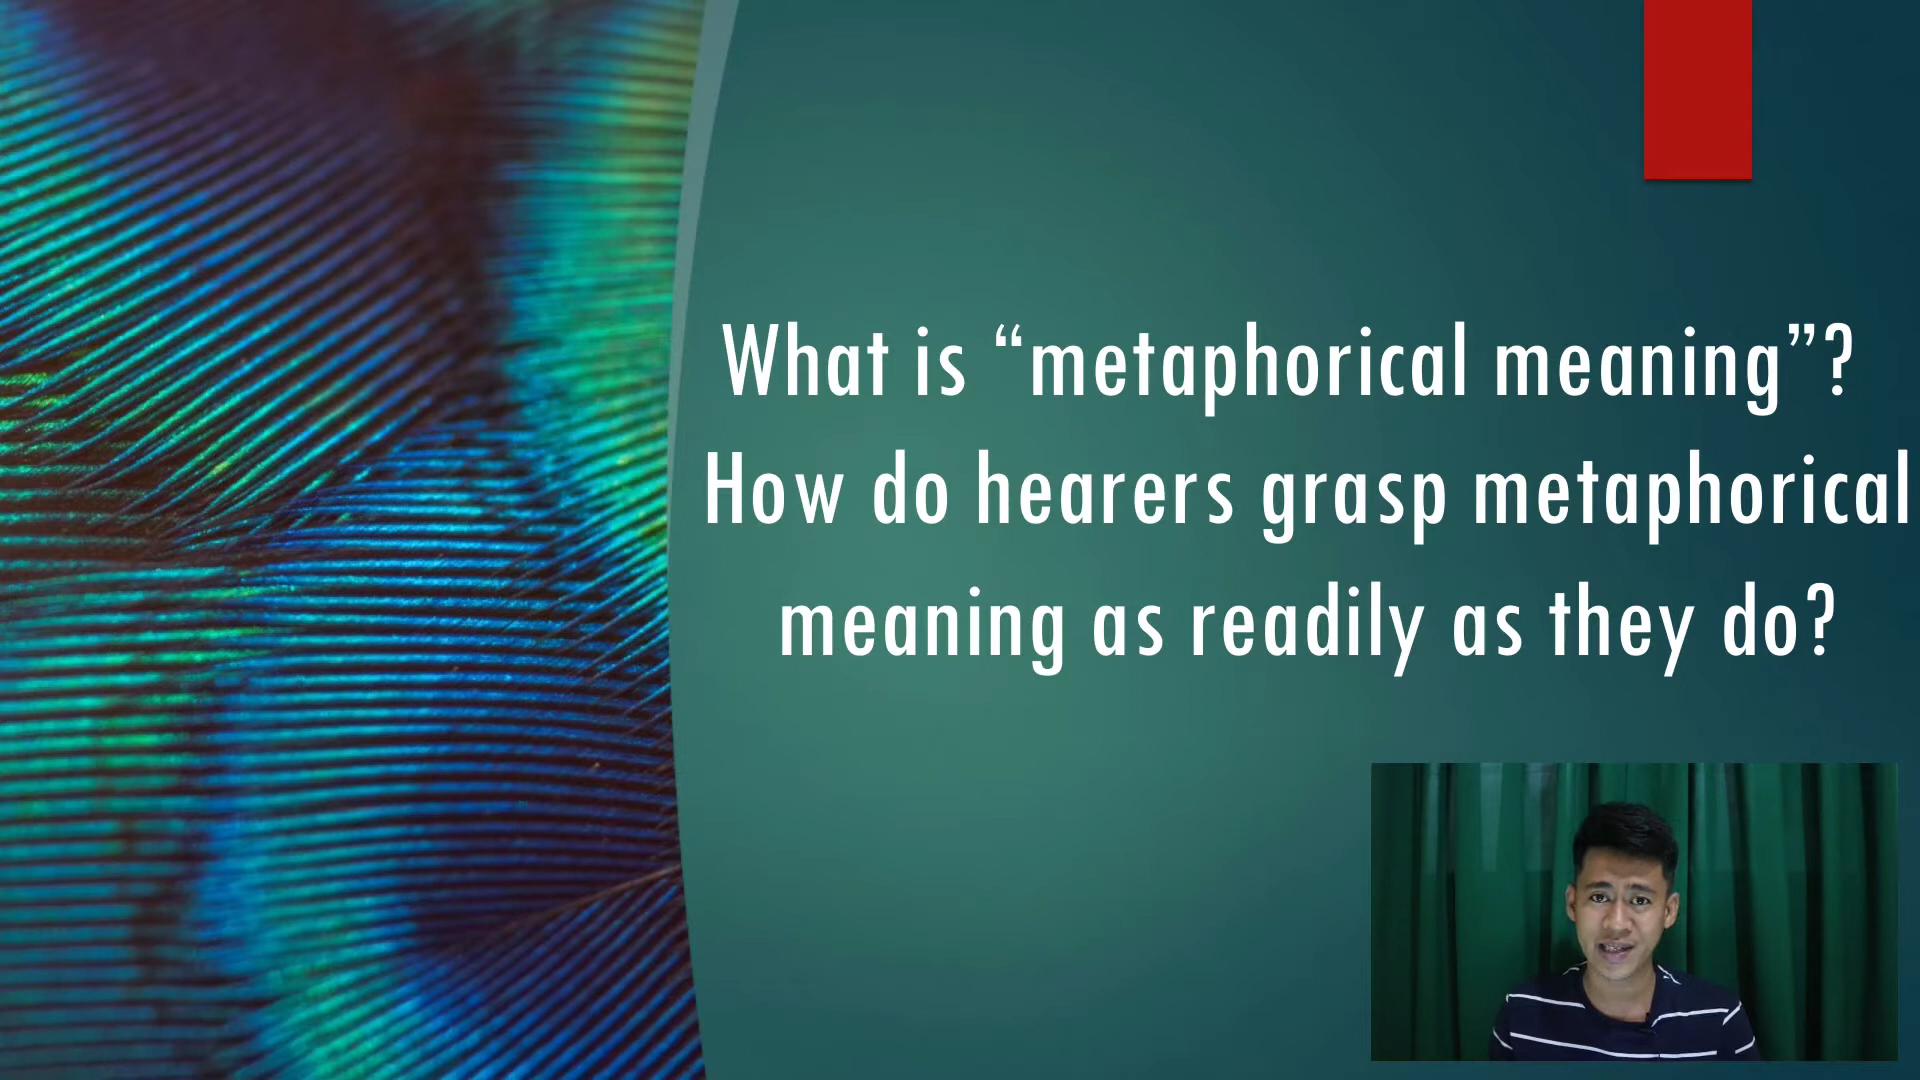 What is “metaphorical meaning”?
How do hearers grasp metaphorical
meaning as readily as they do?